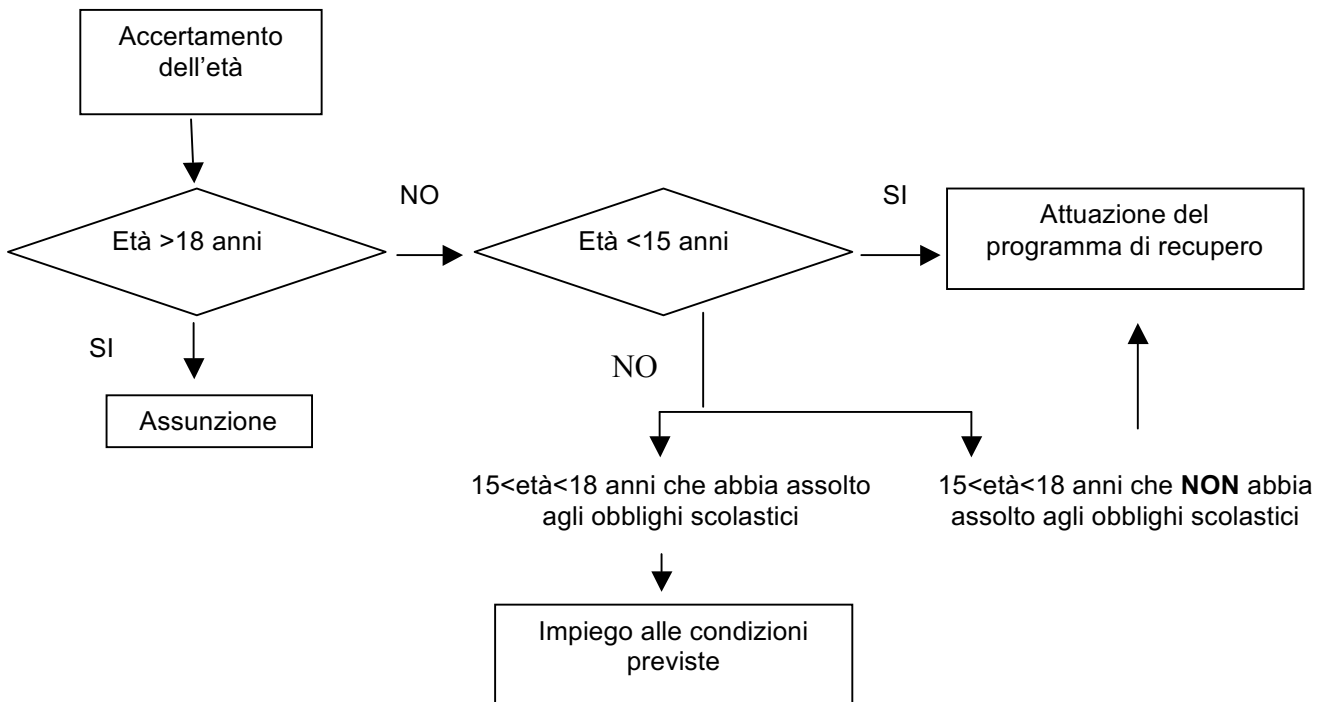 Accertamento
dell'età
Età >18 anni
NO
Età <15 anni
SI
Attuazione del
programma di recupero
SI
Assunzione
NO
15<età<18 anni che abbia assolto
agli obblighi scolastici
15<età<18 anni che NON abbia
assolto agli obblighi scolastici
Impiego alle condizioni
previste